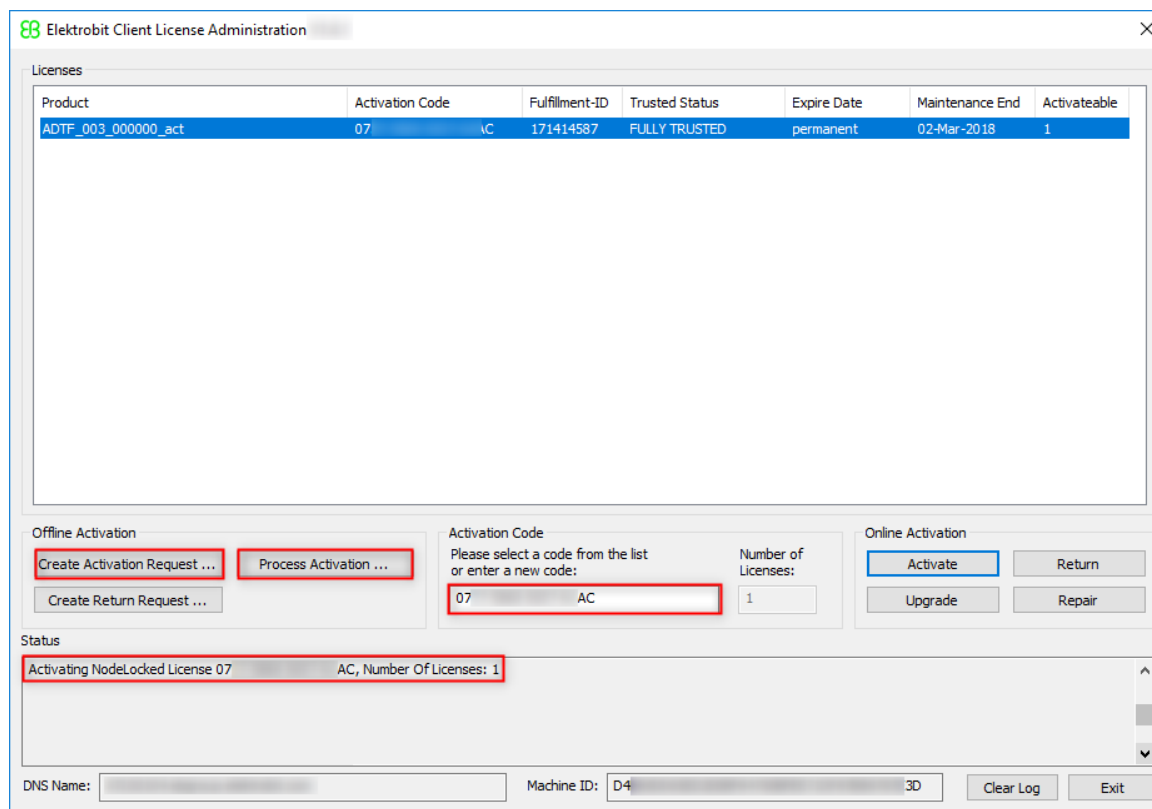 Elektrobit Client License Administration
Licenses
Product Activation Code Fulfillment-ID Trusted Status Expire Date Maintenance End Activateable
ADTF_003_000000_act 07 AC 171414587 FULLY TRUSTED permanent 02-Mar-2018 1
Offline Activation
Create Activation Request ... Process Activation ...
Create Return Request ...
Activation Code
Please select a code from the list
or enter a new code:
07 AC
Number of
Licenses:
1
Online Activation
Activate Return
Upgrade Repair
Status
Activating NodeLocked License 07 AC, Number Of Licenses: 1
DNS Name: Machine ID: D4 3D Clear Log Exit